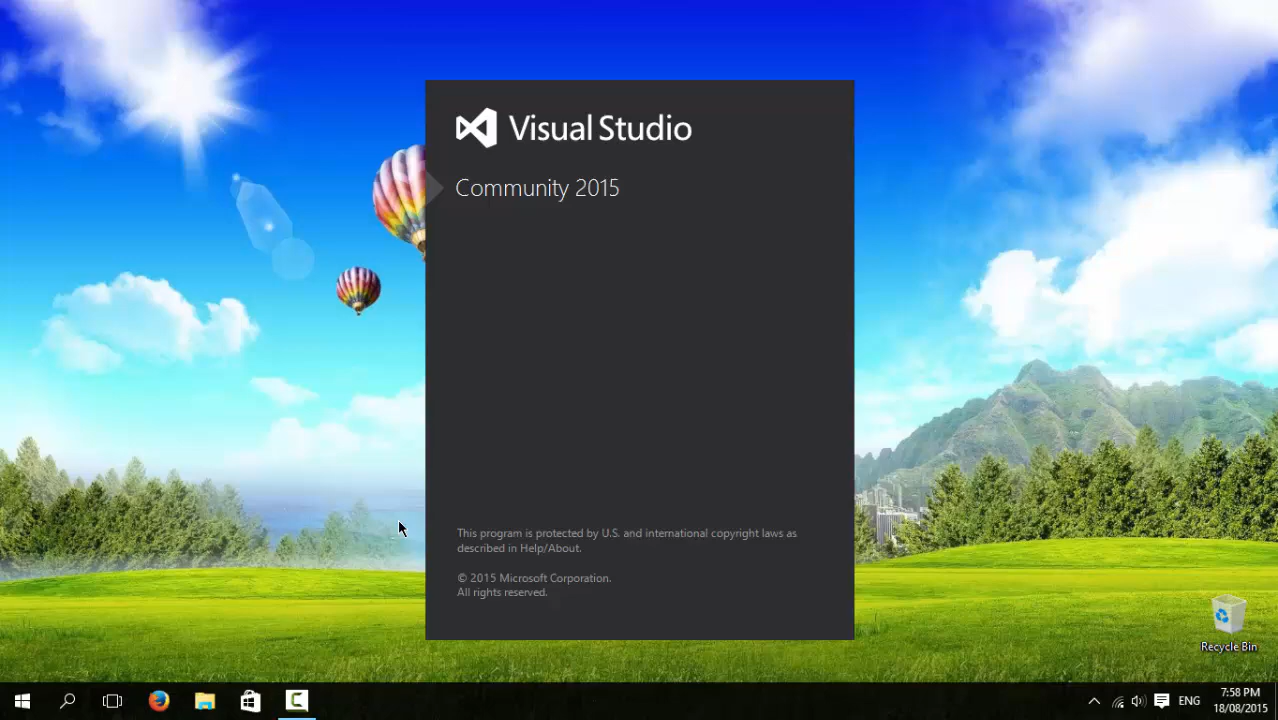 Visual Studio
Community 2015
This program is protected by U.S. and international copyright laws as
described in Help/About.
© 2015 Microsoft Corporation.
All rights reserved.
Recycle Bin
ENG
7:58 PM
18/08/2015